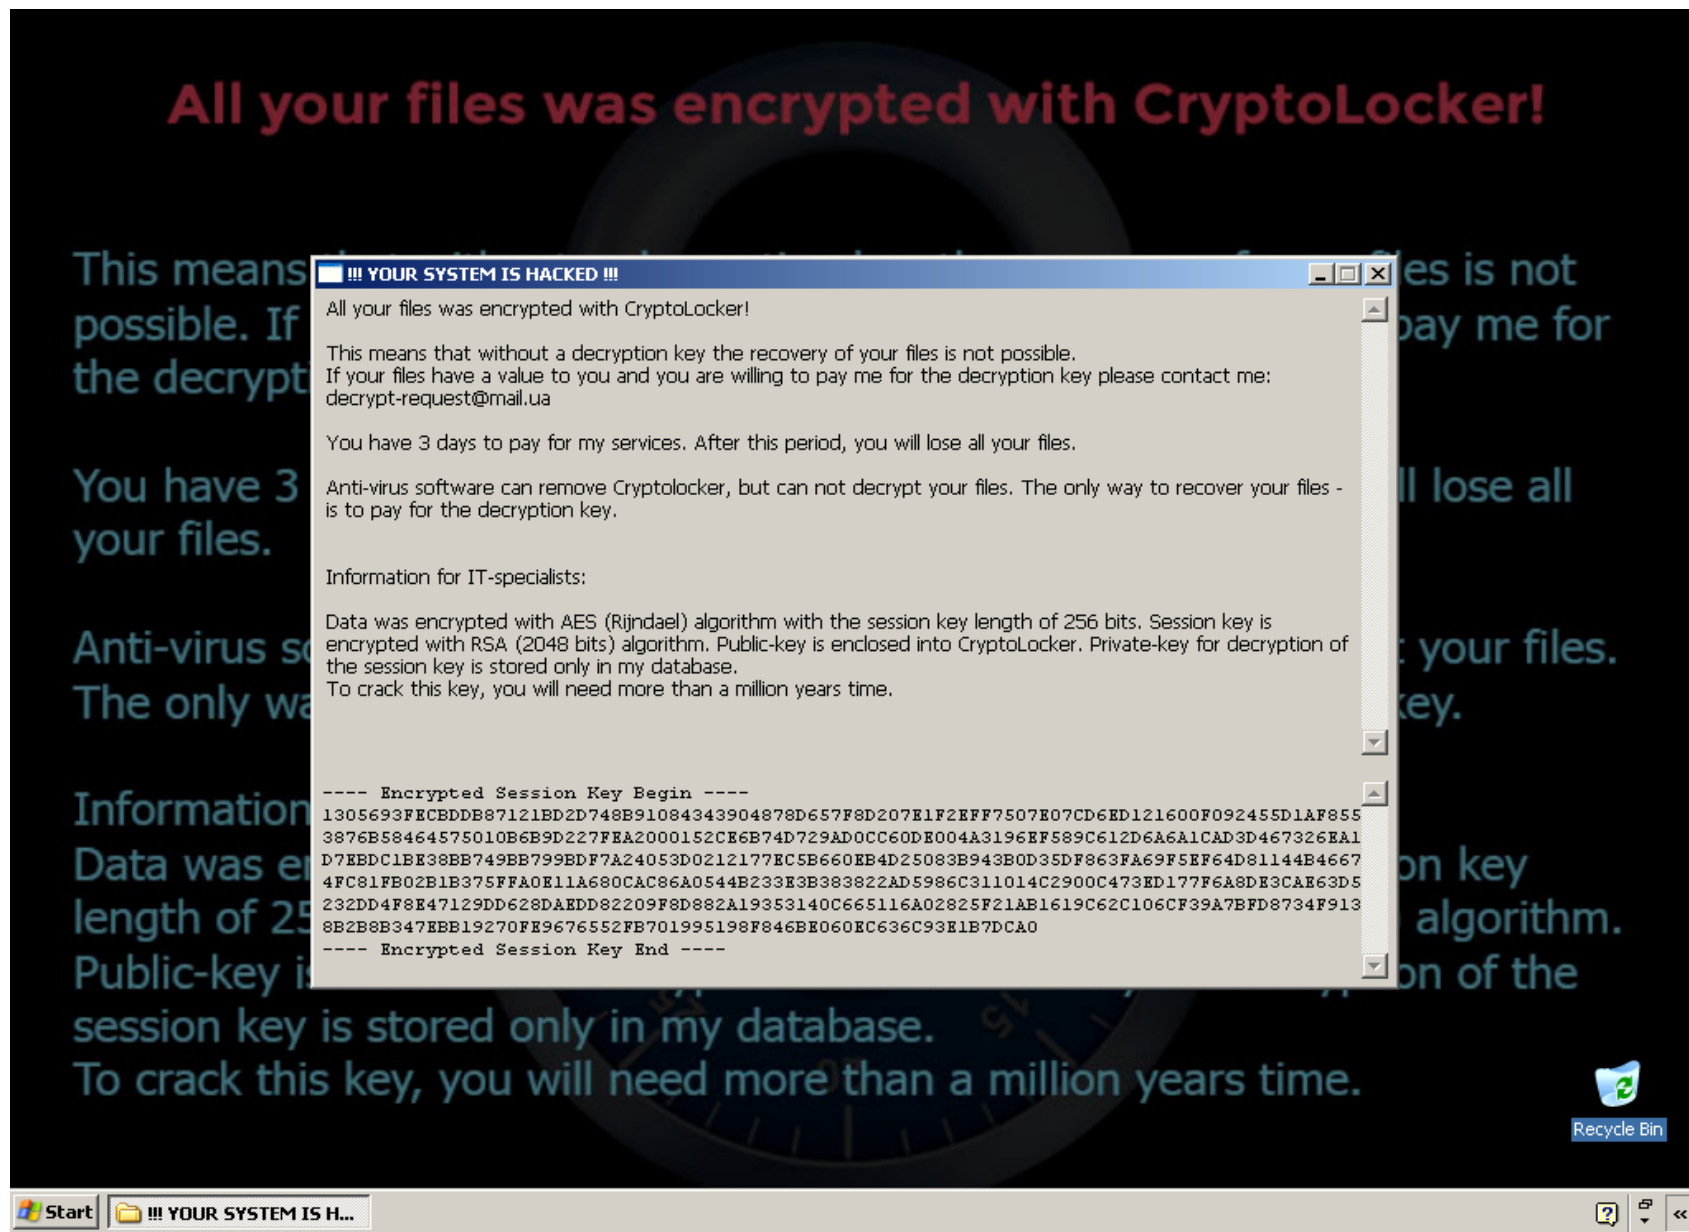 All your files was encrypted with CryptoLocker!
This means
les is not
possible. If
pay me for
the decrypti
You have 3
ll lose all
your files.
Anti-virus so
your files.
The only wa
key.
Information
Data was en
on key
length of 25
algorithm.
Public-key is
on of the
session key is stored only in my database.
To crack this key, you will need more than a million years time.
!!! YOUR SYSTEM IS HACKED !!!
All your files was encrypted with CryptoLocker!
This means that without a decryption key the recovery of your files is not possible.
If your files have a value to you and you are willing to pay me for the decryption key please contact me:
decrypt-request@mail.ua
You have 3 days to pay for my services. After this period, you will lose all your files.
Anti-virus software can remove Cryptolocker, but can not decrypt your files. The only way to recover your files -
is to pay for the decryption key.
Information for IT-specialists:
Data was encrypted with AES (Rijndael) algorithm with the session key length of 256 bits. Session key is
encrypted with RSA (2048 bits) algorithm. Public-key is enclosed into CryptoLocker. Private-key for decryption of
the session key is stored only in my database.
To crack this key, you will need more than a million years time.
---- Encrypted Session Key Begin ----
1305693FECBDDB87121BD2D748B91084343904878D657F8D207E1F2EFF7507E07CD6ED121600F092455D1AF855
3876B58464575010B6B9D227FEA2000152CE6B74D729AD0CC60DE004A3196EF589C612D6A6A1CAD3D467326EA1
D7EBDC1BE38BB749BB799BDF7A24053D0212177EC5B660EB4D25083B943B0D35DF863FA69F5EF64D81144B4667
4FC81FB02B1B375FFA0E11A680CAC86A0544B233E3B383822AD5986C311014C2900C473ED177F6A8DE3CAE63D5
232DD4F8E47129DD628DAEDD82209F8D882A19353140C665116A02825F21AB1619C62C106CF39A7BFD8734F913
8B2B8B347EBB19270FE9676552FB701995198F846BE060EC636C93E1B7DCA0
---- Encrypted Session Key End ----
Recycle Bin
Start
!!! YOUR SYSTEM IS H...